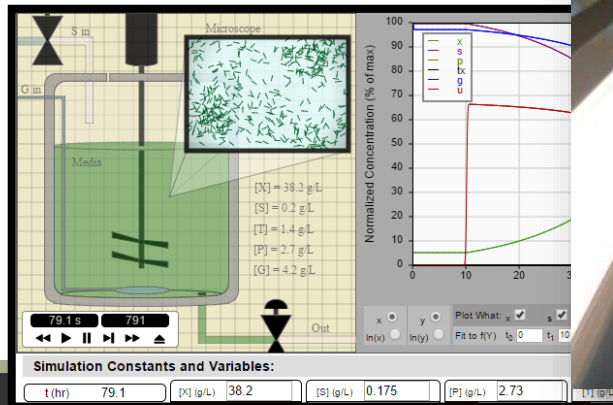 S in
Microscope
G in
Media
[X] = 38.2 g/L
[S] = 0.2 g/L
[T] = 1.4 g/L
[P] = 2.7 g/L
[G] = 4.2 g/L
79.1 s 791
Out
Normalized Concentration (% of max)
100
90
80
70
60
50
40
30
20
10
0
x
s
p
tx
g
u
0 10 20 3
x y Plot What: x s
ln(x) ln(y) Fit to f(Y) t0 0 t1 10
Simulation Constants and Variables:
t (hr) 79.1 [X] (g/L) 38.2 [S] (g/L) 0.175 [P] (g/L) 2.73 [T] (g/L